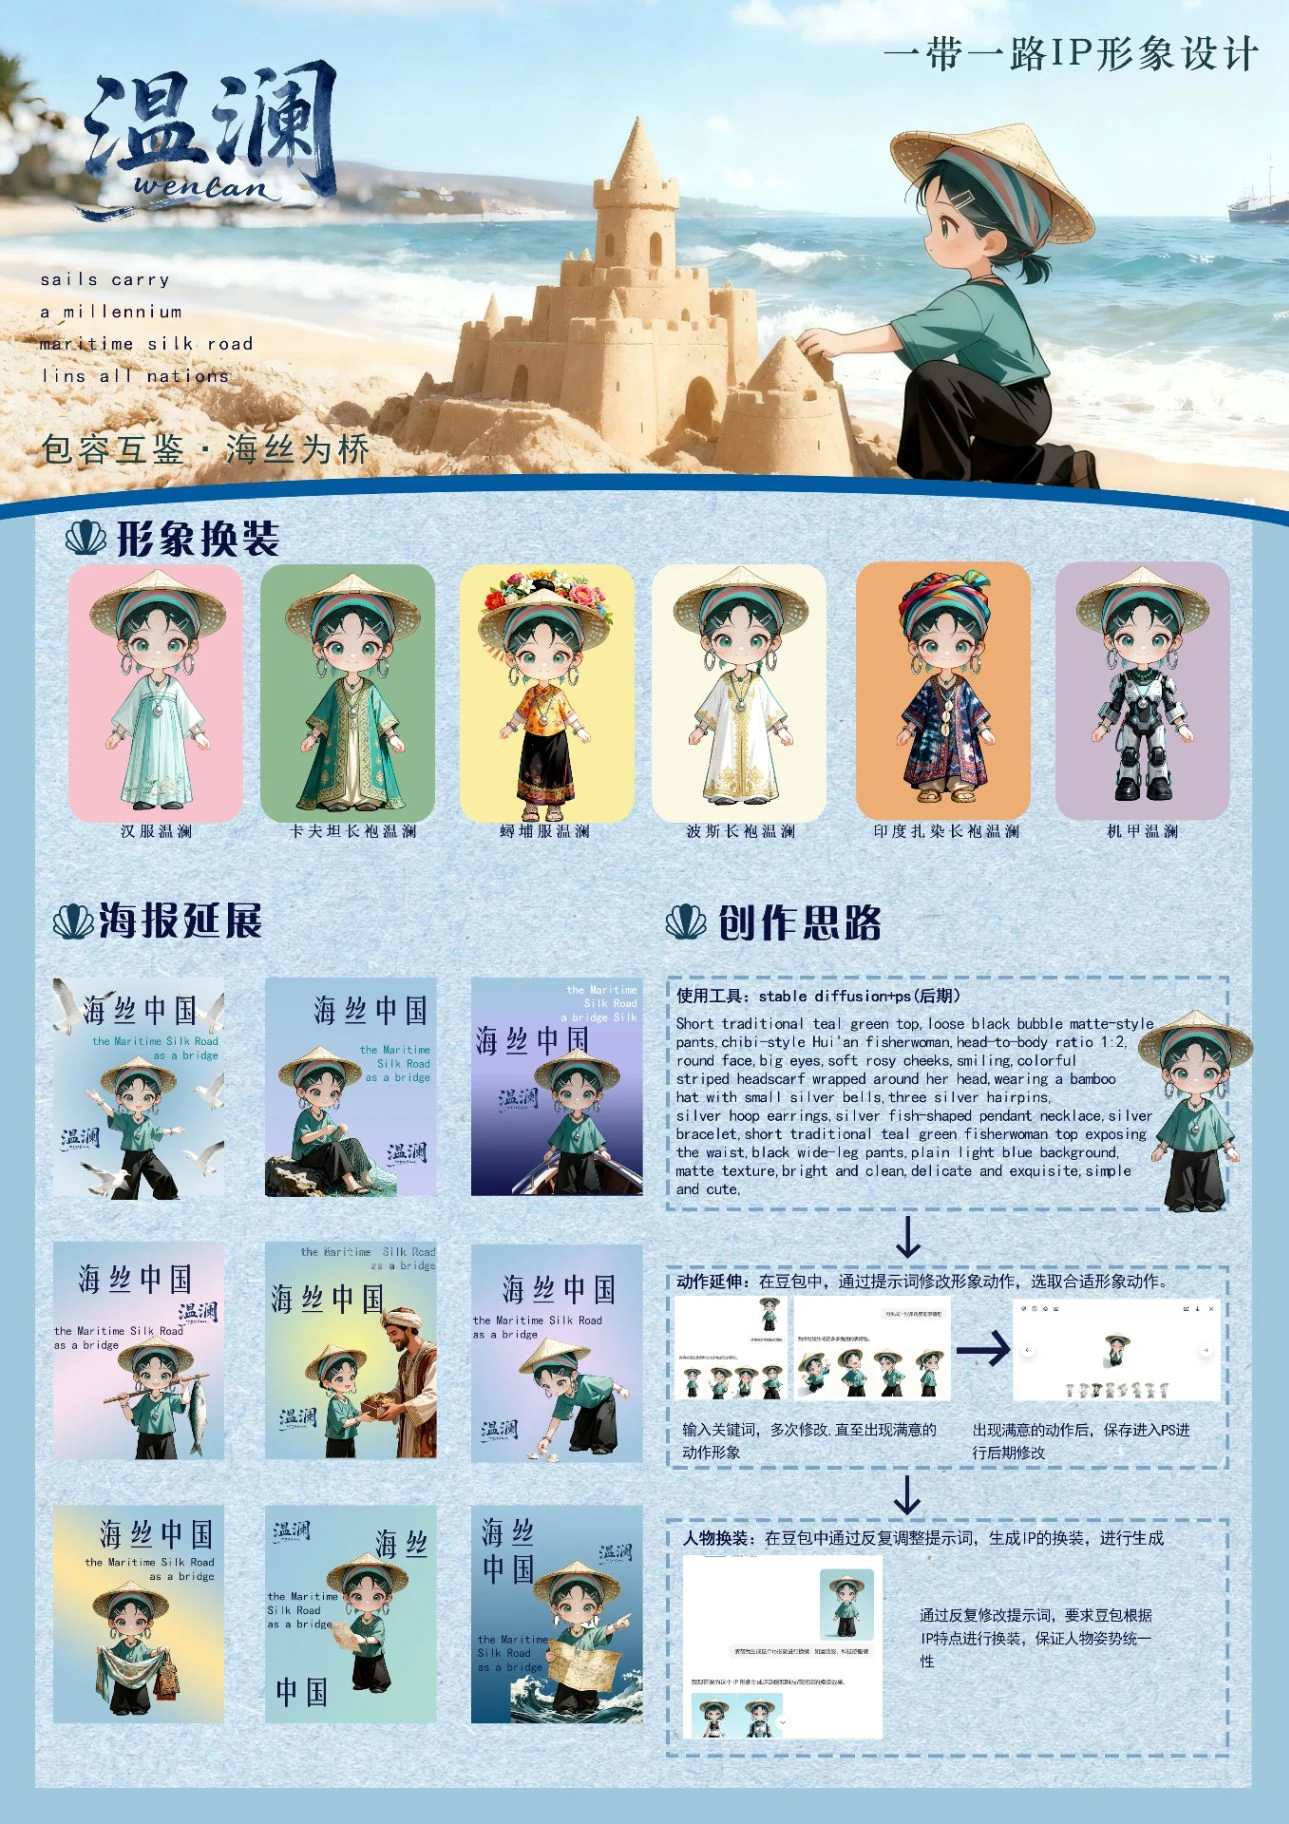 一带一路IP形象设计
温澜
wenlan
sails carry
a millennium
maritime silk road
lins all nations
包容互鉴·海丝为桥
形象换装
汉服温澜
卡夫坦长袍温澜
蟳埔服温澜
波斯长袍温澜
印度扎染长袍温澜
机甲温澜
海报延展
海丝中国
the Maritime Silk Road
as a bridge
温澜
海丝中国
the Maritime
Silk Road
as a bridge
温澜
the Maritime
Silk Road
a bridge Silk
海丝中国
温澜
海丝中国
温澜
the Maritime Silk Road
as a bridge
the Maritime Silk Road
as a bridge
海丝中国
温澜
海丝中国
the Maritime Silk Road
as a bridge
温澜
海丝中国
the Maritime Silk Road
as a bridge
温澜
海丝
the Maritime
Silk Road
as a bridge
中国
海丝
中国
温澜
the Maritime
Silk Road
as a bridge
创作思路
使用工具：stable diffusion+ps(后期)
Short traditional teal green top,loose black bubble matte-style
pants,chibi-style Hui'an fisherwoman,head-to-body ratio 1:2,
round face,big eyes,soft rosy cheeks,smiling,colorful
striped headscarf wrapped around her head,wearing a bamboo
hat with small silver bells,three silver hairpins,
silver hoop earrings,silver fish-shaped pendant necklace,silver
bracelet,short traditional teal green fisherwoman top exposing
the waist,black wide-leg pants,plain light blue background,
matte texture,bright and clean,delicate and exquisite,simple
and cute,
动作延伸：在豆包中，通过提示词修改形象动作，选取合适形象动作。
输入关键词，多次修改.直至出现满意的
动作形象
出现满意的动作后，保存进入PS进
行后期修改
人物换装：在豆包中通过反复调整提示词，生成IP的换装，进行生成
通过反复修改提示词，要求豆包根据
IP特点进行换装，保证人物姿势统一
性